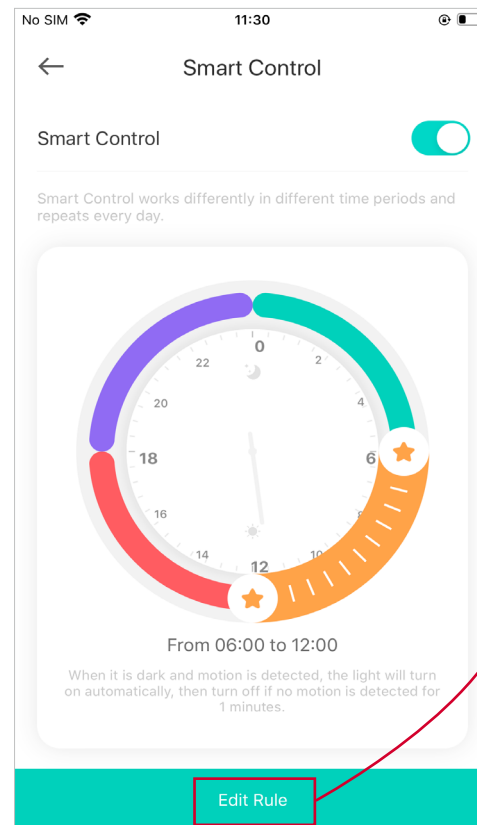 No SIM 11:30
Smart Control
Smart Control
Smart Control works differently in different time periods and
repeats every day.
0
22 2
20 4
18 6
16 8
14 10
12
From 06:00 to 12:00
When it is dark and motion is detected, the light will turn
on automatically, then turn off if no motion is detected for
1 minutes.
Edit Rule